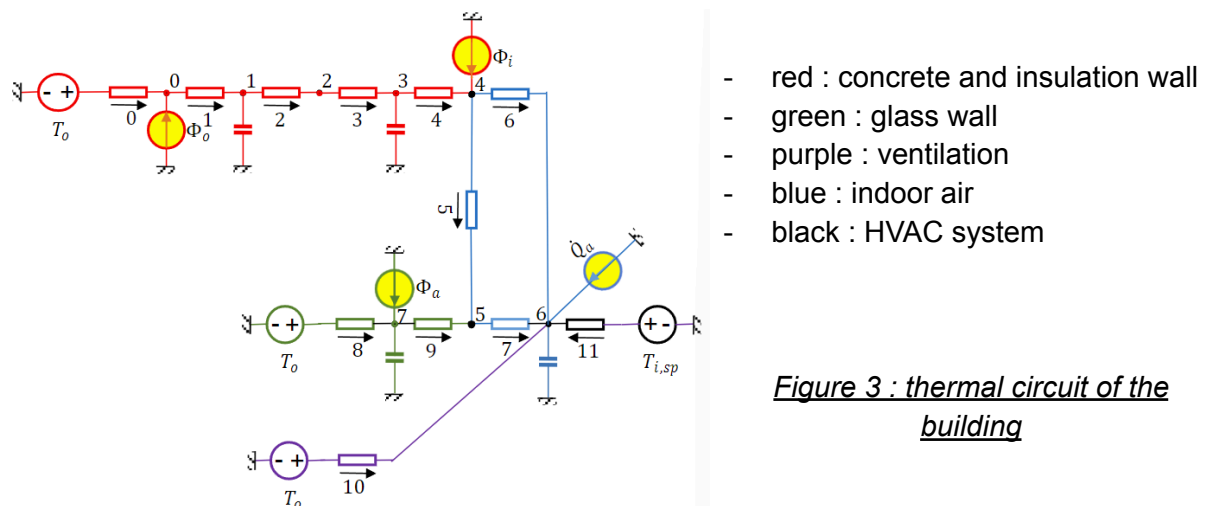 Φᵢ
0 1 2 3 4
0 1 2 3 4 6
Tₒ
Φₒ
5
Q̇ₐ
Φₐ
7 5 6
8 9 7 11
Tₒ
Tᵢ,ₛₚ
10
Tₒ
- red : concrete and insulation wall
- green : glass wall
- purple : ventilation
- blue : indoor air
- black : HVAC system
Figure 3 : thermal circuit of the
building